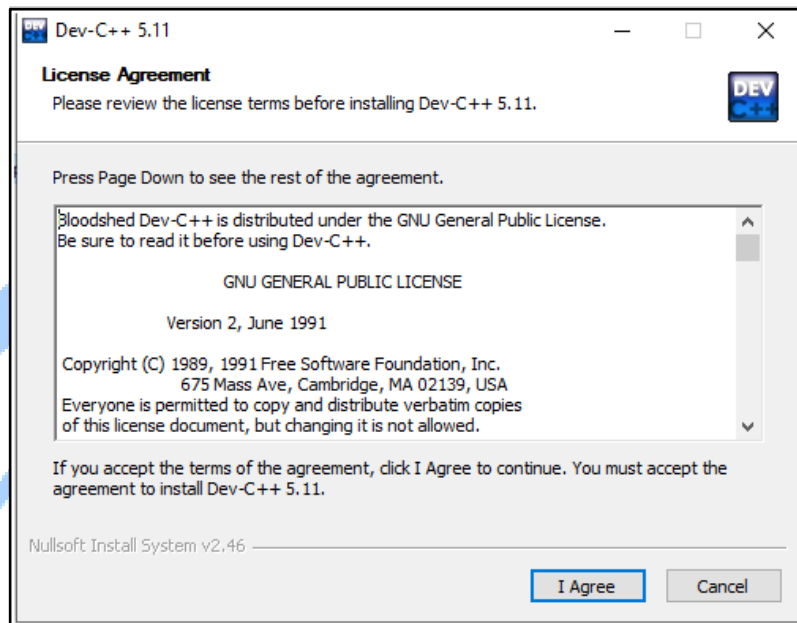 Dev-C++ 5.11
License Agreement
Please review the license terms before installing Dev-C++ 5.11.
DEV
C++
Press Page Down to see the rest of the agreement.
Bloodshed Dev-C++ is distributed under the GNU General Public License.
Be sure to read it before using Dev-C++.
GNU GENERAL PUBLIC LICENSE
Version 2, June 1991
Copyright (C) 1989, 1991 Free Software Foundation, Inc.
675 Mass Ave, Cambridge, MA 02139, USA
Everyone is permitted to copy and distribute verbatim copies
of this license document, but changing it is not allowed.
If you accept the terms of the agreement, click I Agree to continue. You must accept the
agreement to install Dev-C++ 5.11.
Nullsoft Install System v2.46
I Agree
Cancel